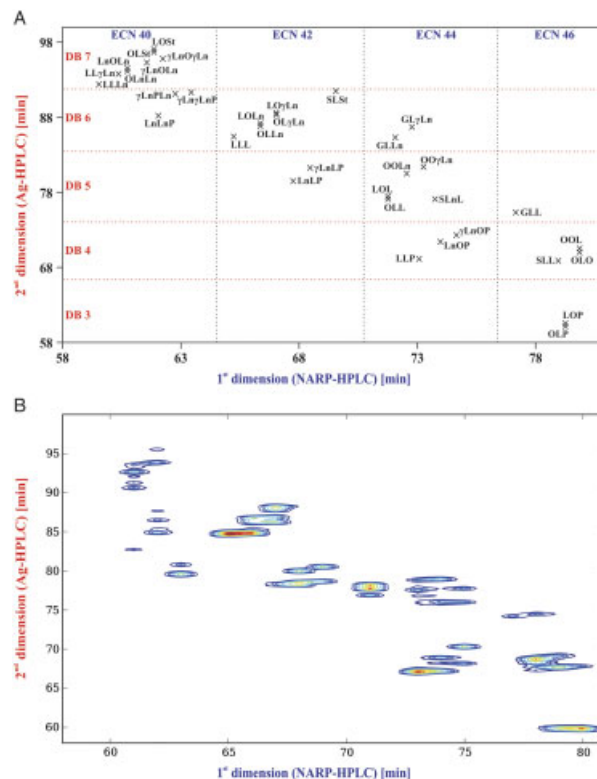 A
ECN 40 ECN 42 ECN 44 ECN 46
98
DB 7
LOSt
OLSt
γLnOγLn
LnOLn
γLnOLn
LLγLn
OLnLn
LLLn
γLnPLn
γLnγLnP
SLSt
88
DB 6
LnLnP
LOLn
LOγLn
OLγLn
OLLn
LLL
GLγLn
GLLn
DB 5
γLnLP
LnLP
OOLn
OOγLn
78
LOL
OLL
SLnL
GLL
DB 4
γLnOP
LnOP
LLP
OOL
SLL
OLO
68
DB 3
LOP
OLP
58
58 63 68 73 78
2nd dimension (Ag-HPLC) [min]
1st dimension (NARP-HPLC) [min]
B
95
90
85
80
75
70
65
60
60 65 70 75 80
2nd dimension (Ag-HPLC) [min]
1st dimension (NARP-HPLC) [min]